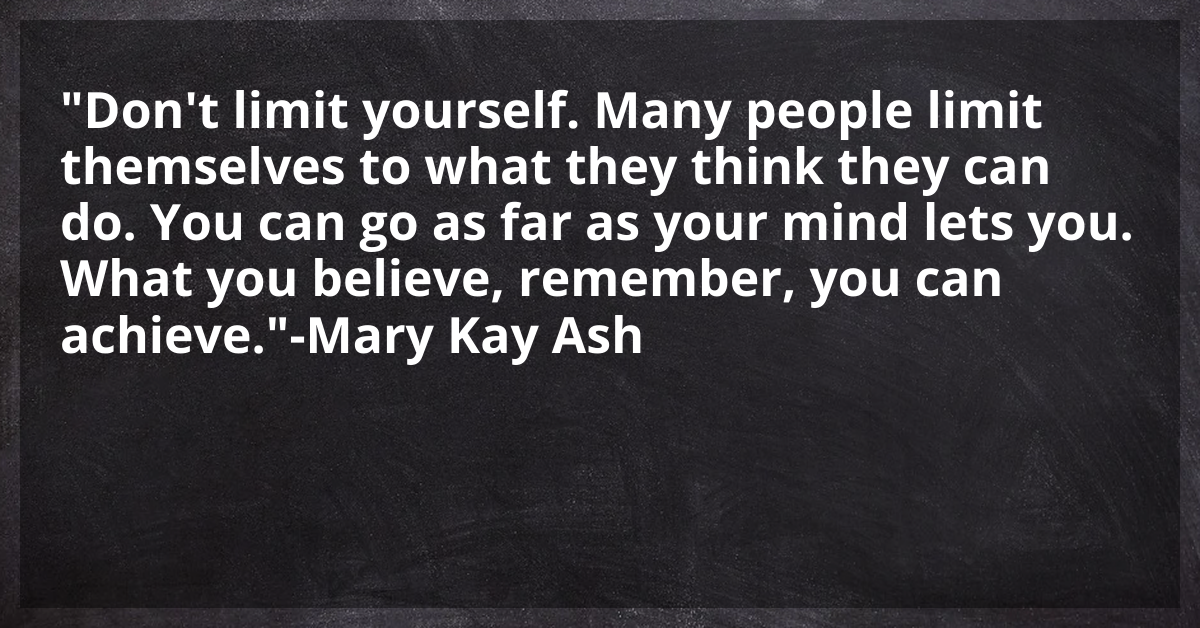 "Don't limit yourself. Many people limit
themselves to what they think they can
do. You can go as far as your mind lets you.
What you believe, remember, you can
achieve."-Mary Kay Ash